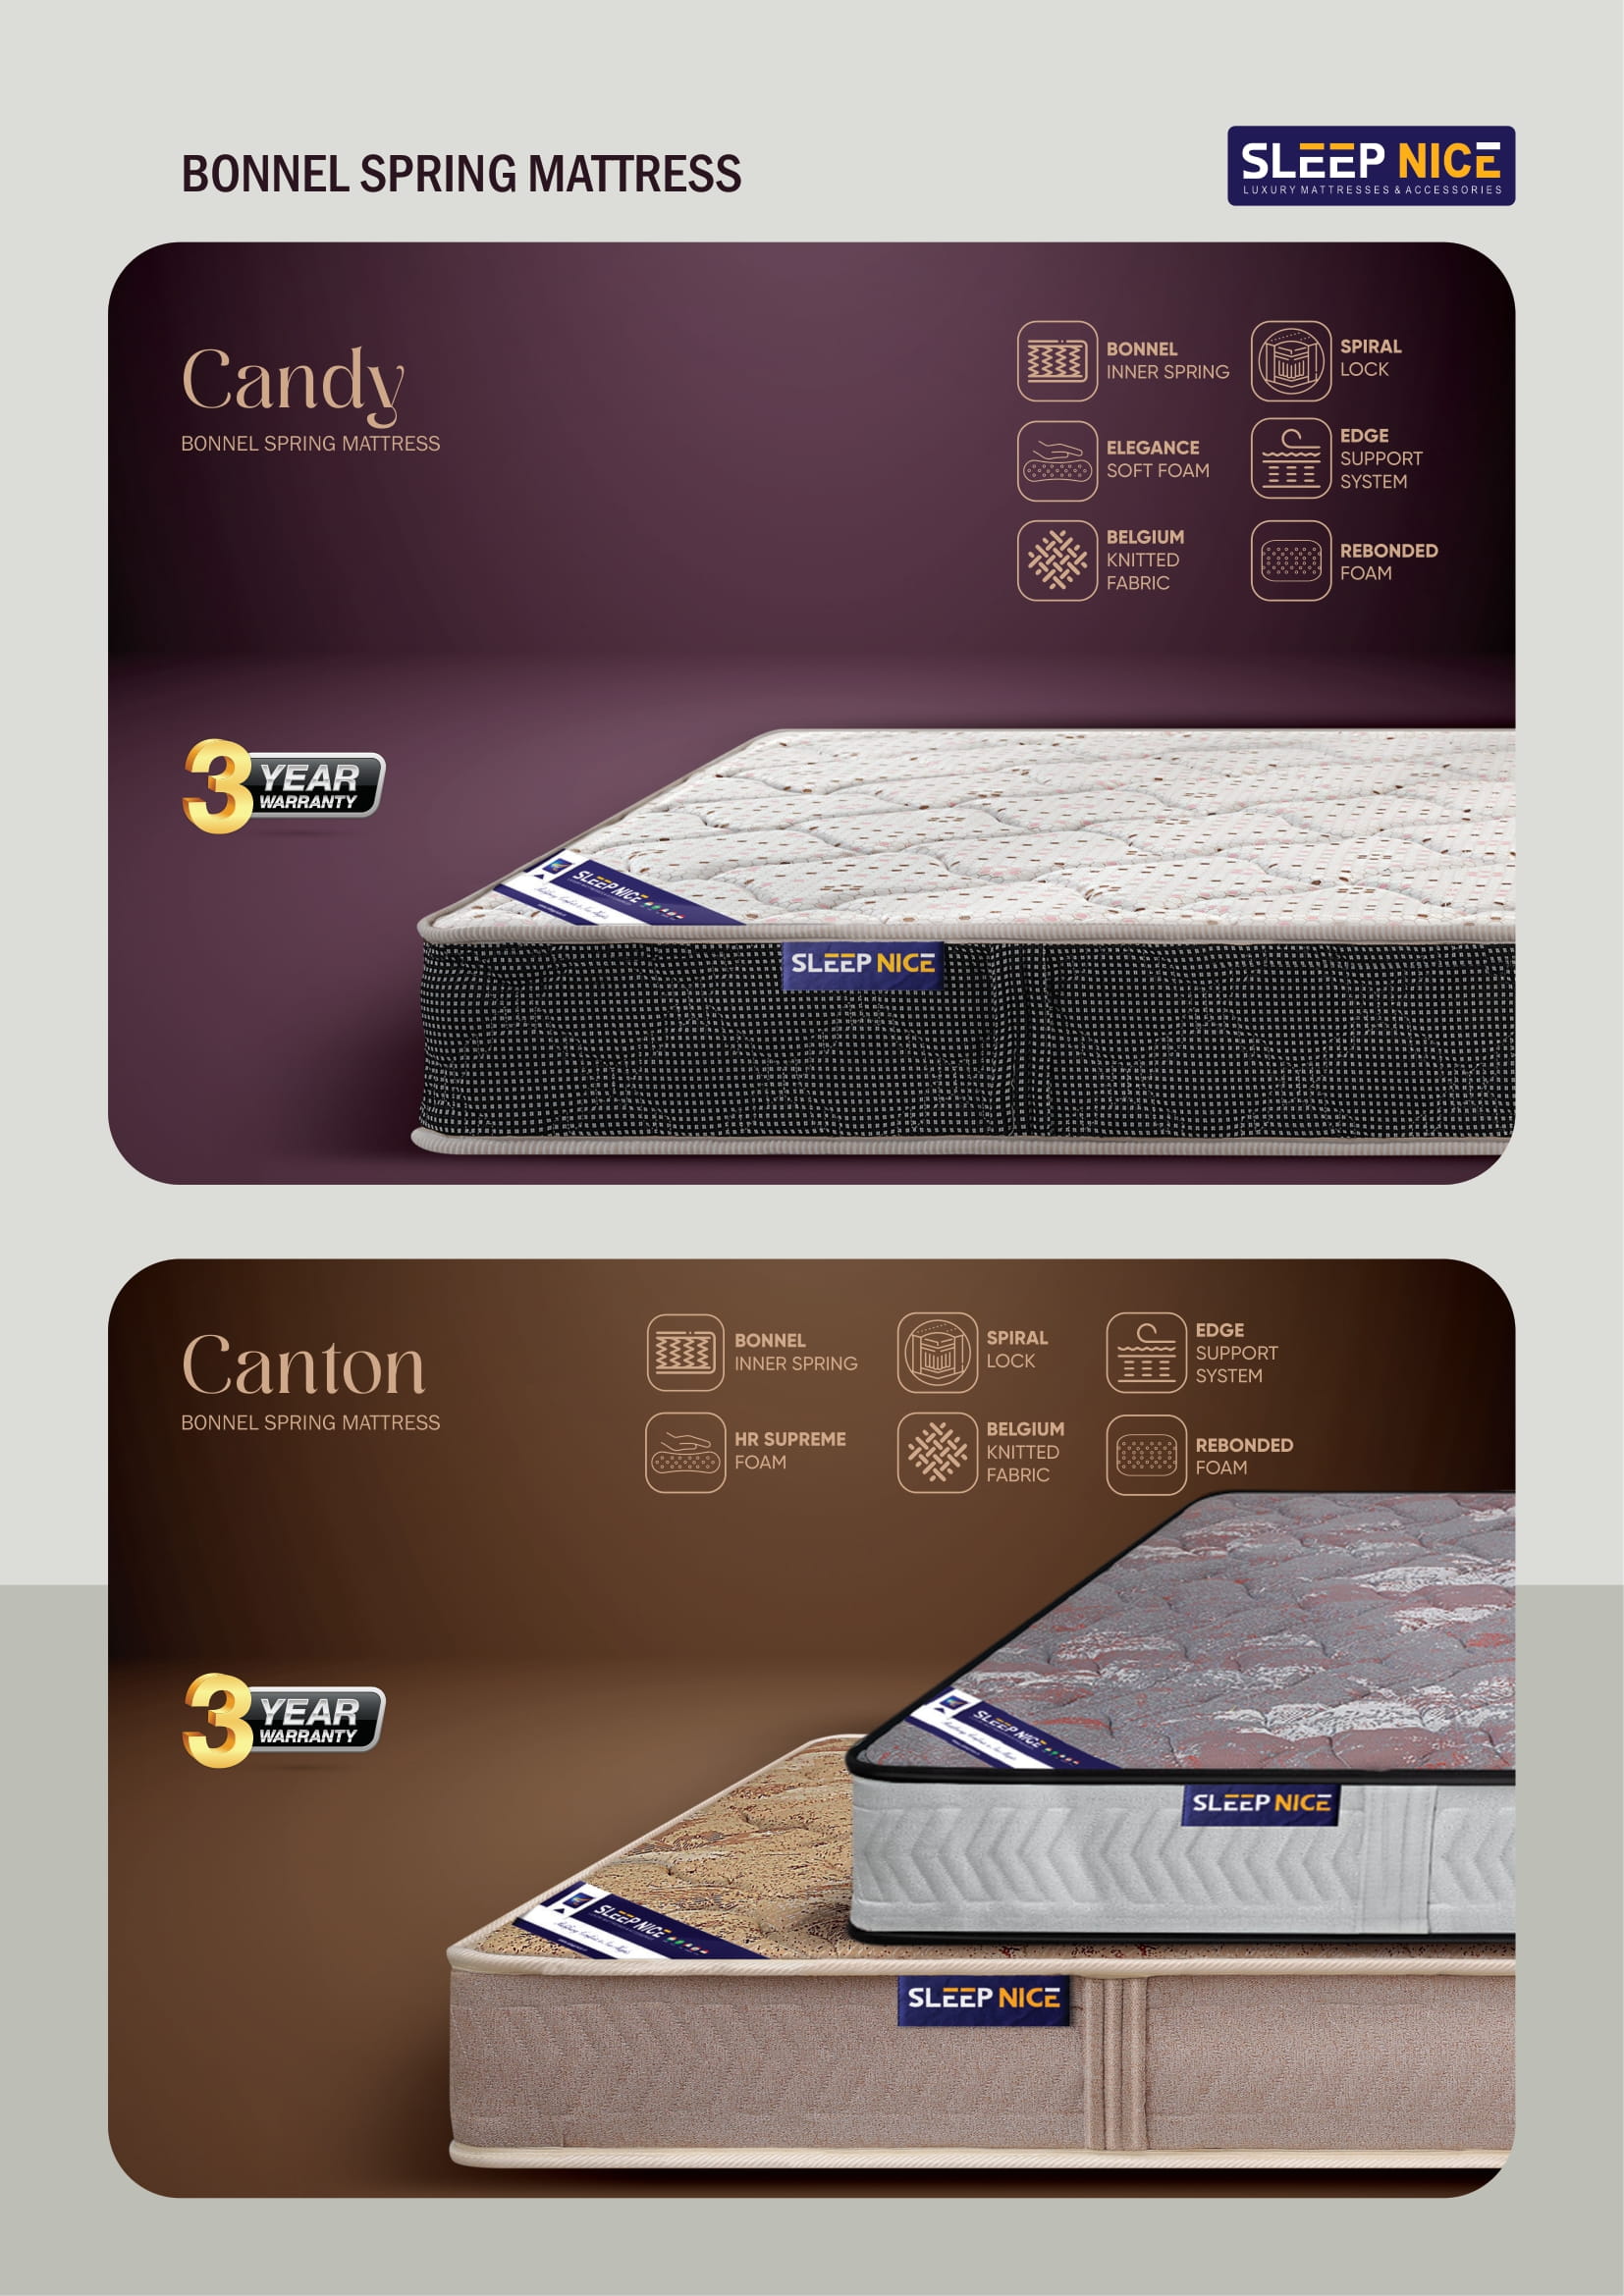 BONNEL SPRING MATTRESS
SLEEP NICE
LUXURY MATTRESSES & ACCESSORIES
Candy
BONNEL SPRING MATTRESS
BONNEL
INNER SPRING
SPIRAL
LOCK
ELEGANCE
SOFT FOAM
EDGE
SUPPORT
SYSTEM
BELGIUM
KNITTED
FABRIC
REBONDED
FOAM
3 YEAR
WARRANTY
SLEEP NICE
SLEEP NICE
Canton
BONNEL SPRING MATTRESS
BONNEL
INNER SPRING
SPIRAL
LOCK
EDGE
SUPPORT
SYSTEM
HR SUPREME
FOAM
BELGIUM
KNITTED
FABRIC
REBONDED
FOAM
3 YEAR
WARRANTY
SLEEP NICE
SLEEP NICE
SLEEP NICE
SLEEP NICE